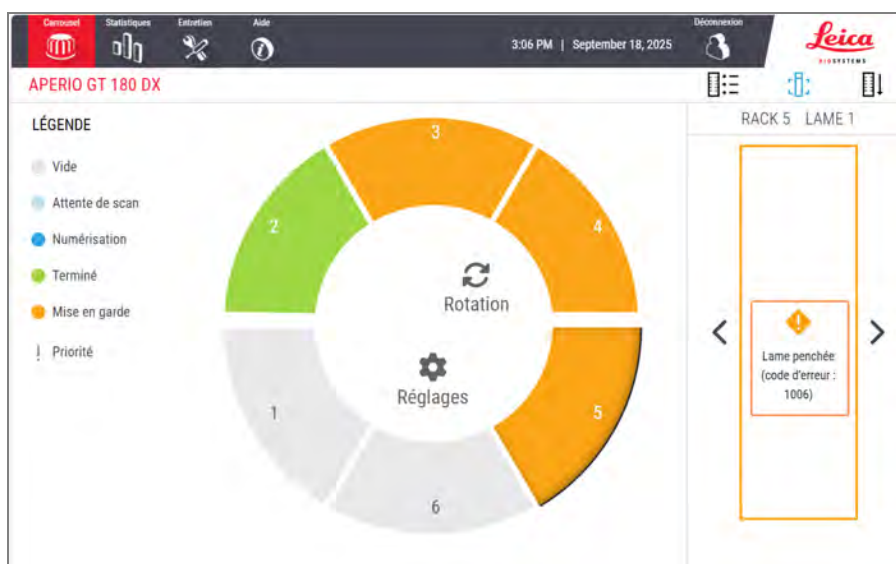 Carrousel
Statistiques
Entretien
Aide
3:06 PM | September 18, 2025
Déconnexion
Leica
BIOSYSTEMS
APERIO GT 180 DX
RACK 5 LAME 1
LÉGENDE
Vide
Attente de scan
Numérisation
Terminé
Mise en garde
Priorité
3
2
4
Rotation
Réglages
1
5
6
Lame penchée
(code d'erreur :
1006)